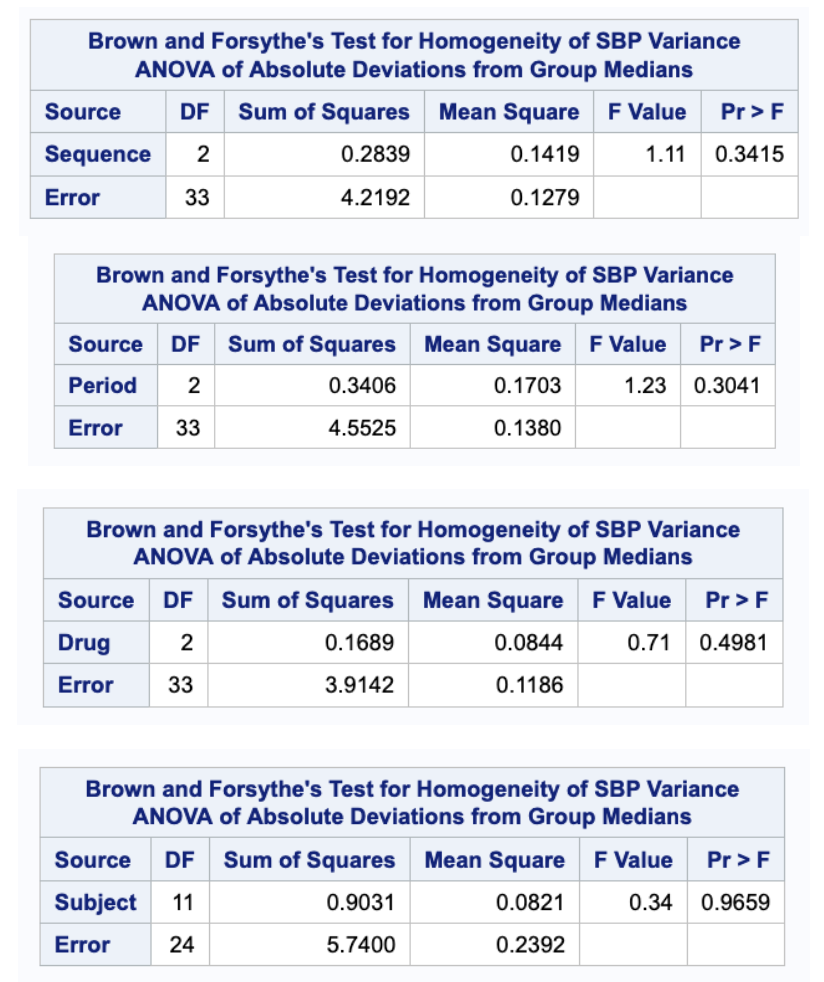 Brown and Forsythe's Test for Homogeneity of SBP Variance
ANOVA of Absolute Deviations from Group Medians
Source DF Sum of Squares Mean Square F Value Pr > F
Sequence 2 0.2839 0.1419 1.11 0.3415
Error 33 4.2192 0.1279
Brown and Forsythe's Test for Homogeneity of SBP Variance
ANOVA of Absolute Deviations from Group Medians
Source DF Sum of Squares Mean Square F Value Pr > F
Period 2 0.3406 0.1703 1.23 0.3041
Error 33 4.5525 0.1380
Brown and Forsythe's Test for Homogeneity of SBP Variance
ANOVA of Absolute Deviations from Group Medians
Source DF Sum of Squares Mean Square F Value Pr > F
Drug 2 0.1689 0.0844 0.71 0.4981
Error 33 3.9142 0.1186
Brown and Forsythe's Test for Homogeneity of SBP Variance
ANOVA of Absolute Deviations from Group Medians
Source DF Sum of Squares Mean Square F Value Pr > F
Subject 11 0.9031 0.0821 0.34 0.9659
Error 24 5.7400 0.2392